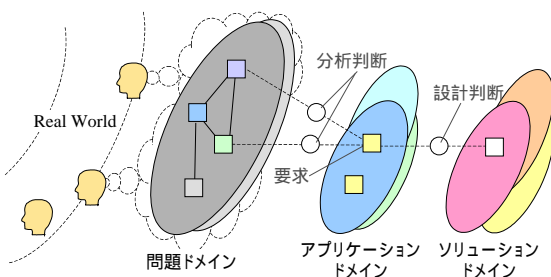 分析判断
設計判断
Real World
要求
問題ドメイン
アプリケーション
ドメイン
ソリューション
ドメイン